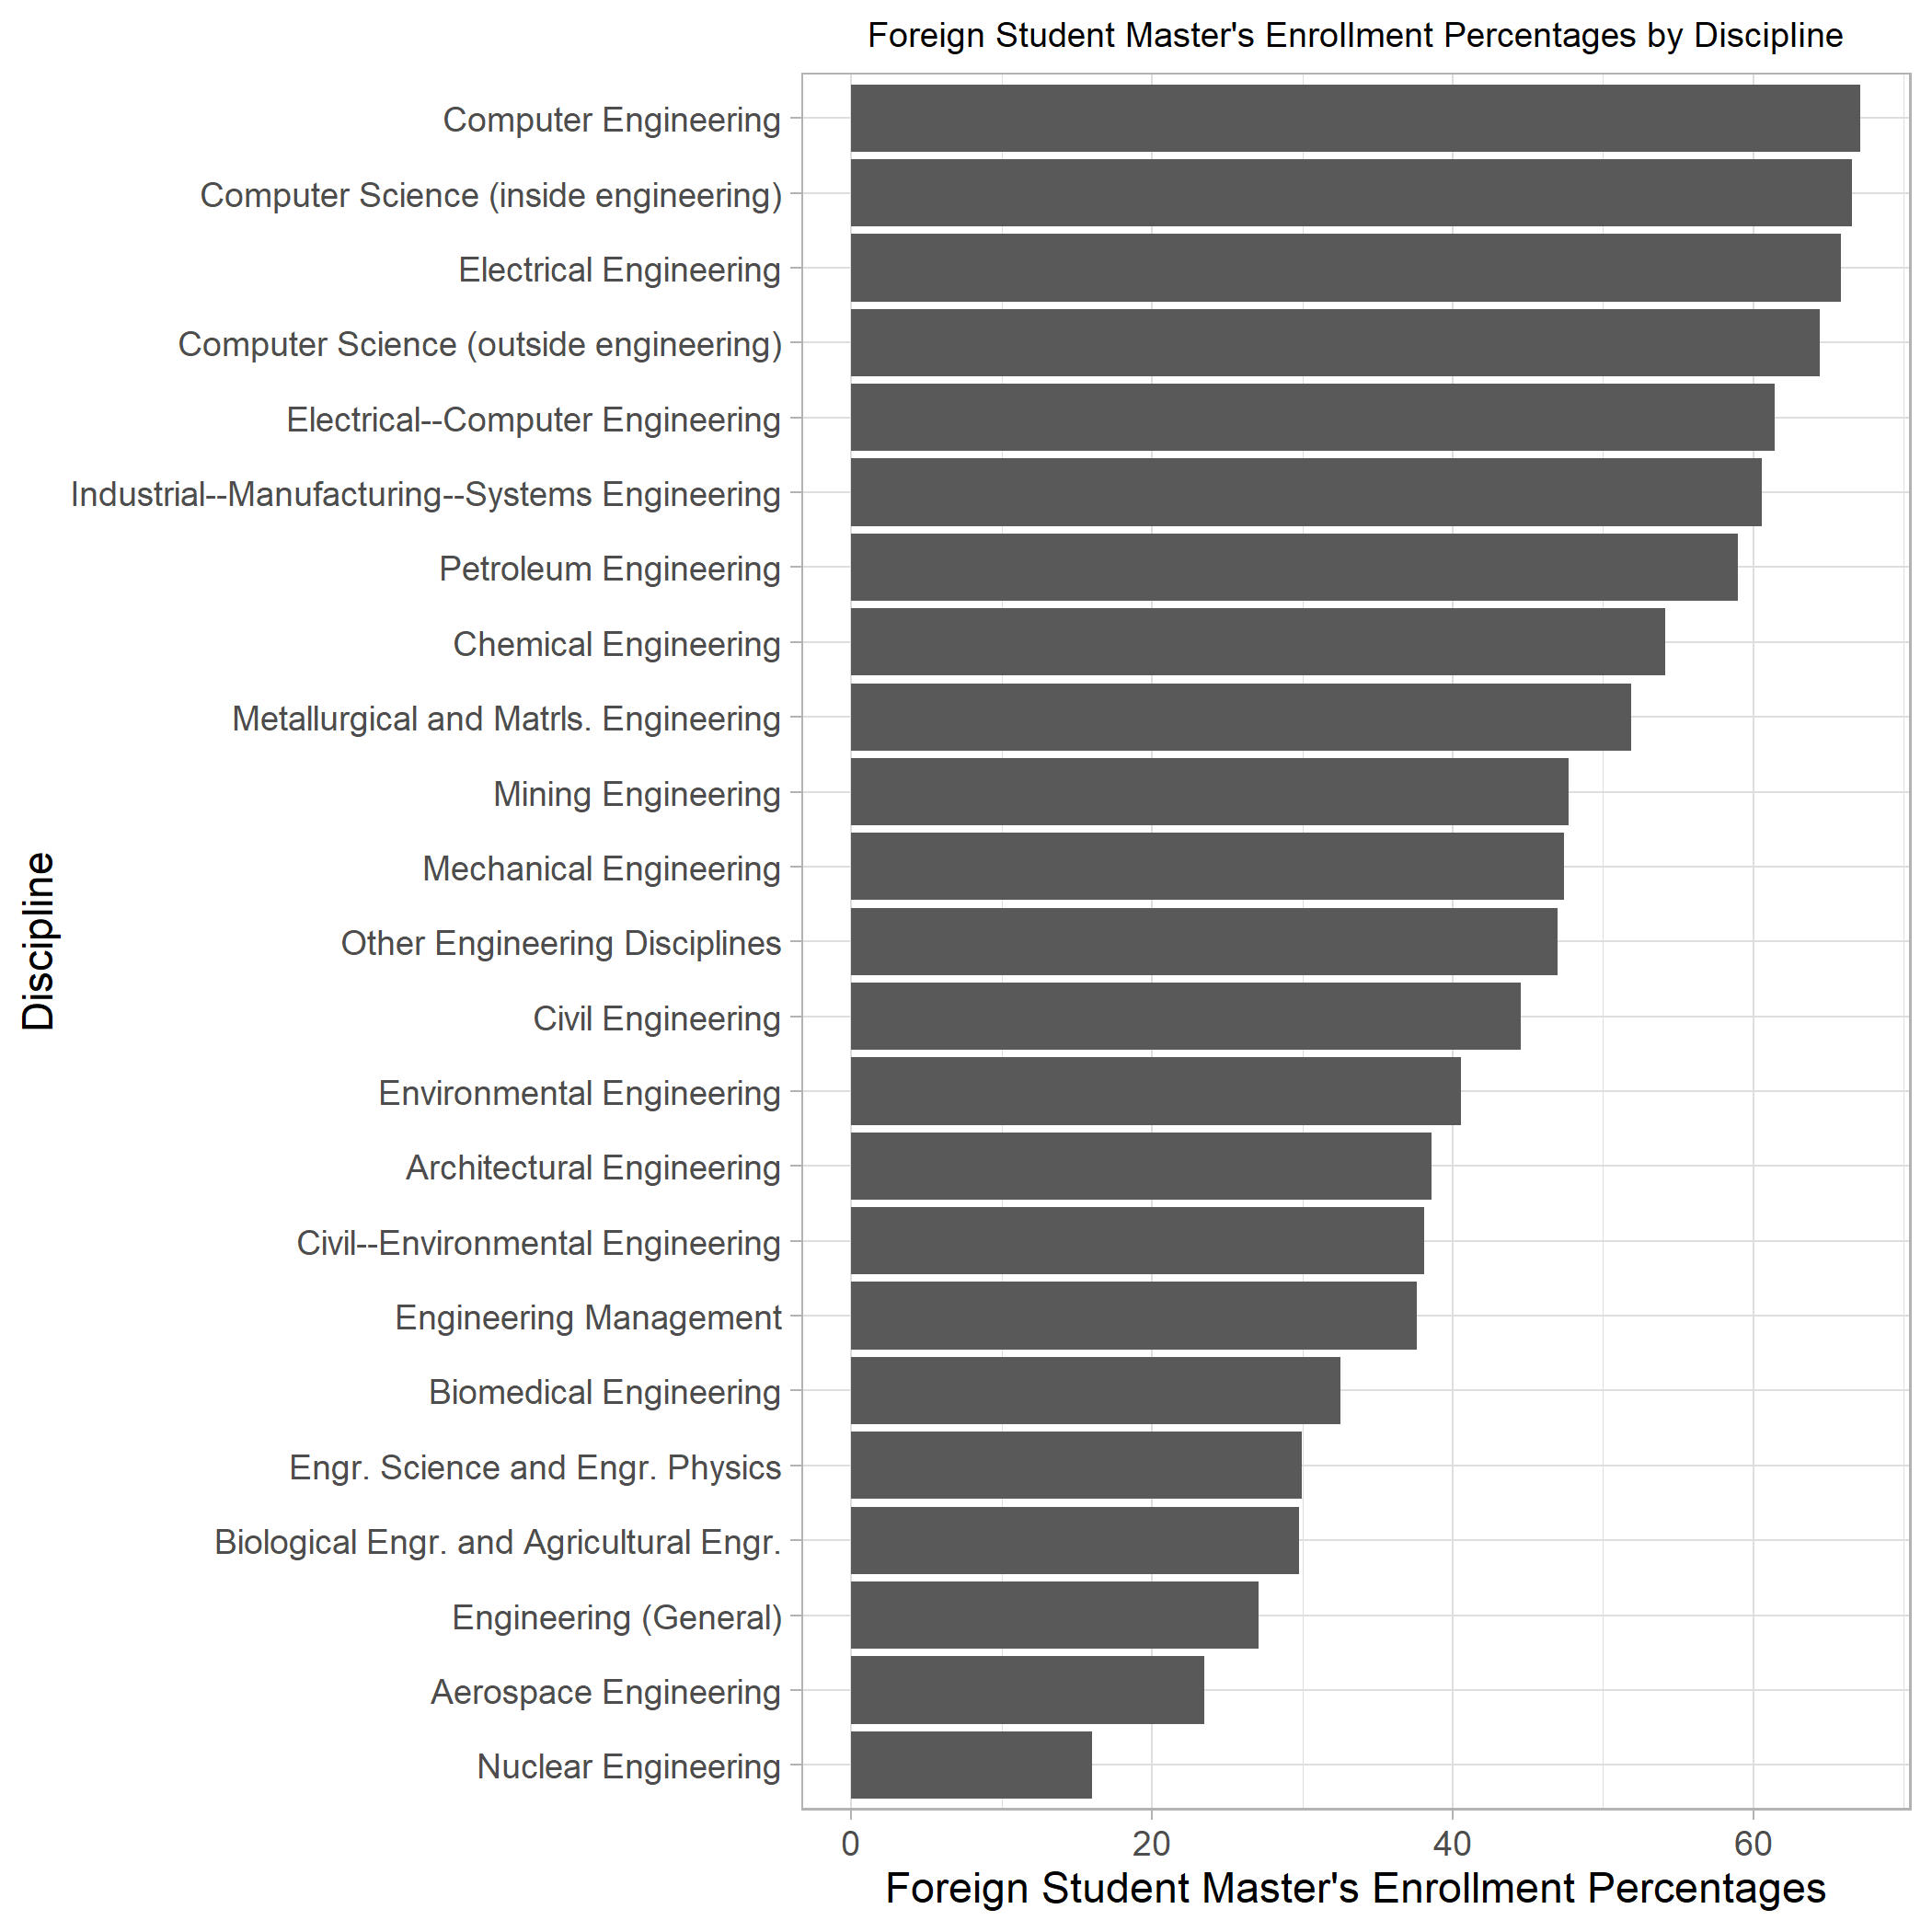 Foreign Student Master's Enrollment Percentages by Discipline
Discipline
Computer Engineering
Computer Science (inside engineering)
Electrical Engineering
Computer Science (outside engineering)
Electrical--Computer Engineering
Industrial--Manufacturing--Systems Engineering
Petroleum Engineering
Chemical Engineering
Metallurgical and Matrls. Engineering
Mining Engineering
Mechanical Engineering
Other Engineering Disciplines
Civil Engineering
Environmental Engineering
Architectural Engineering
Civil--Environmental Engineering
Engineering Management
Biomedical Engineering
Engr. Science and Engr. Physics
Biological Engr. and Agricultural Engr.
Engineering (General)
Aerospace Engineering
Nuclear Engineering
0 20 40 60
Foreign Student Master's Enrollment Percentages